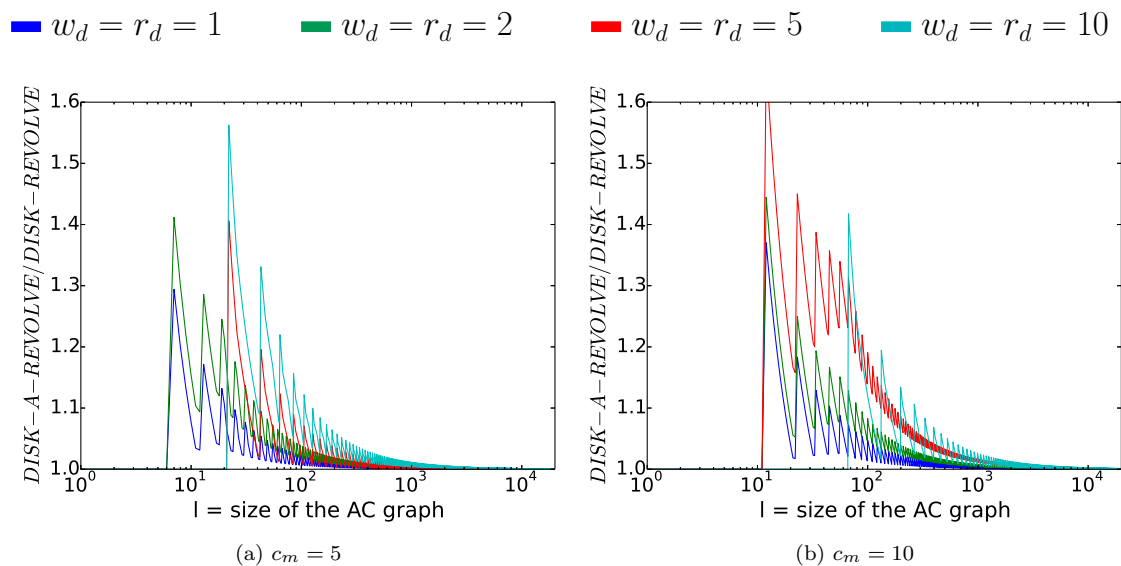 w_d = r_d = 1
w_d = r_d = 2
w_d = r_d = 5
w_d = r_d = 10
DISK−A−REVOLVE/DISK−REVOLVE
1.6
1.5
1.4
1.3
1.2
1.1
1.0
10^0
10^1
10^2
10^3
10^4
l = size of the AC graph
(a) c_m = 5
DISK−A−REVOLVE/DISK−REVOLVE
1.6
1.5
1.4
1.3
1.2
1.1
1.0
10^0
10^1
10^2
10^3
10^4
l = size of the AC graph
(b) c_m = 10